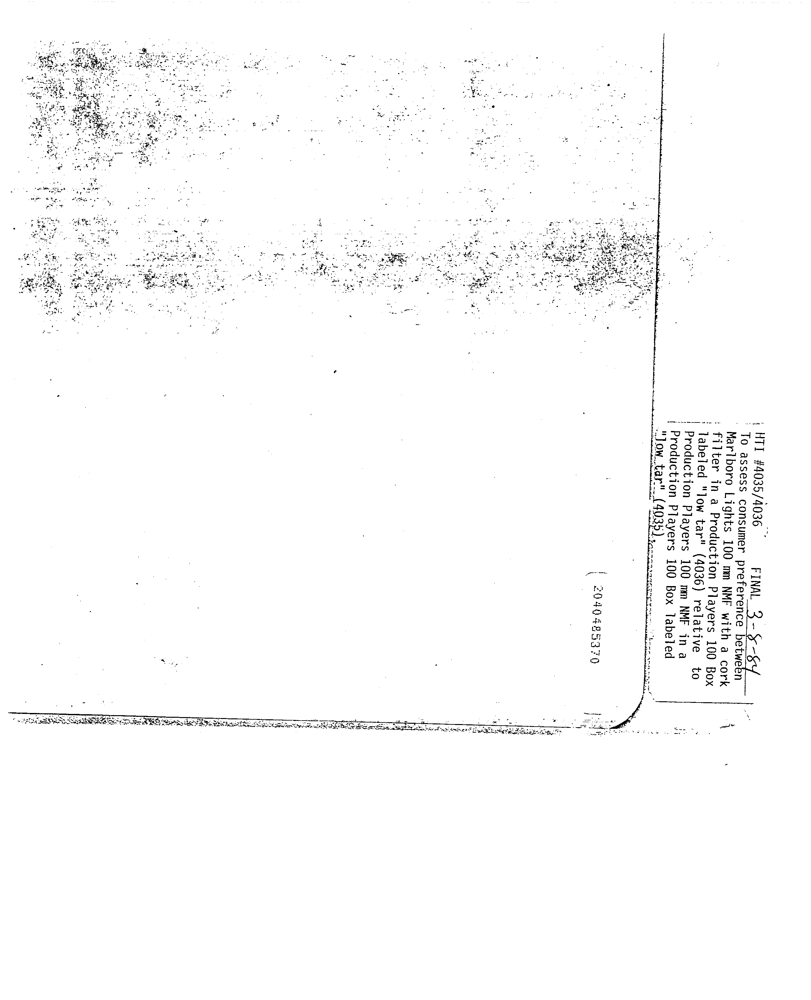 HTI #4035/4036 FINAL 3-8-84
To assess consumer preference between
Marlboro Lights 100 mm NMF with a cork
filter in a Production Players 100 Box
labeled "low tar" (4036) relative to
Production Players 100 mm NMF in a
Production Players 100 Box labeled
"low tar" (4035).
2040485370